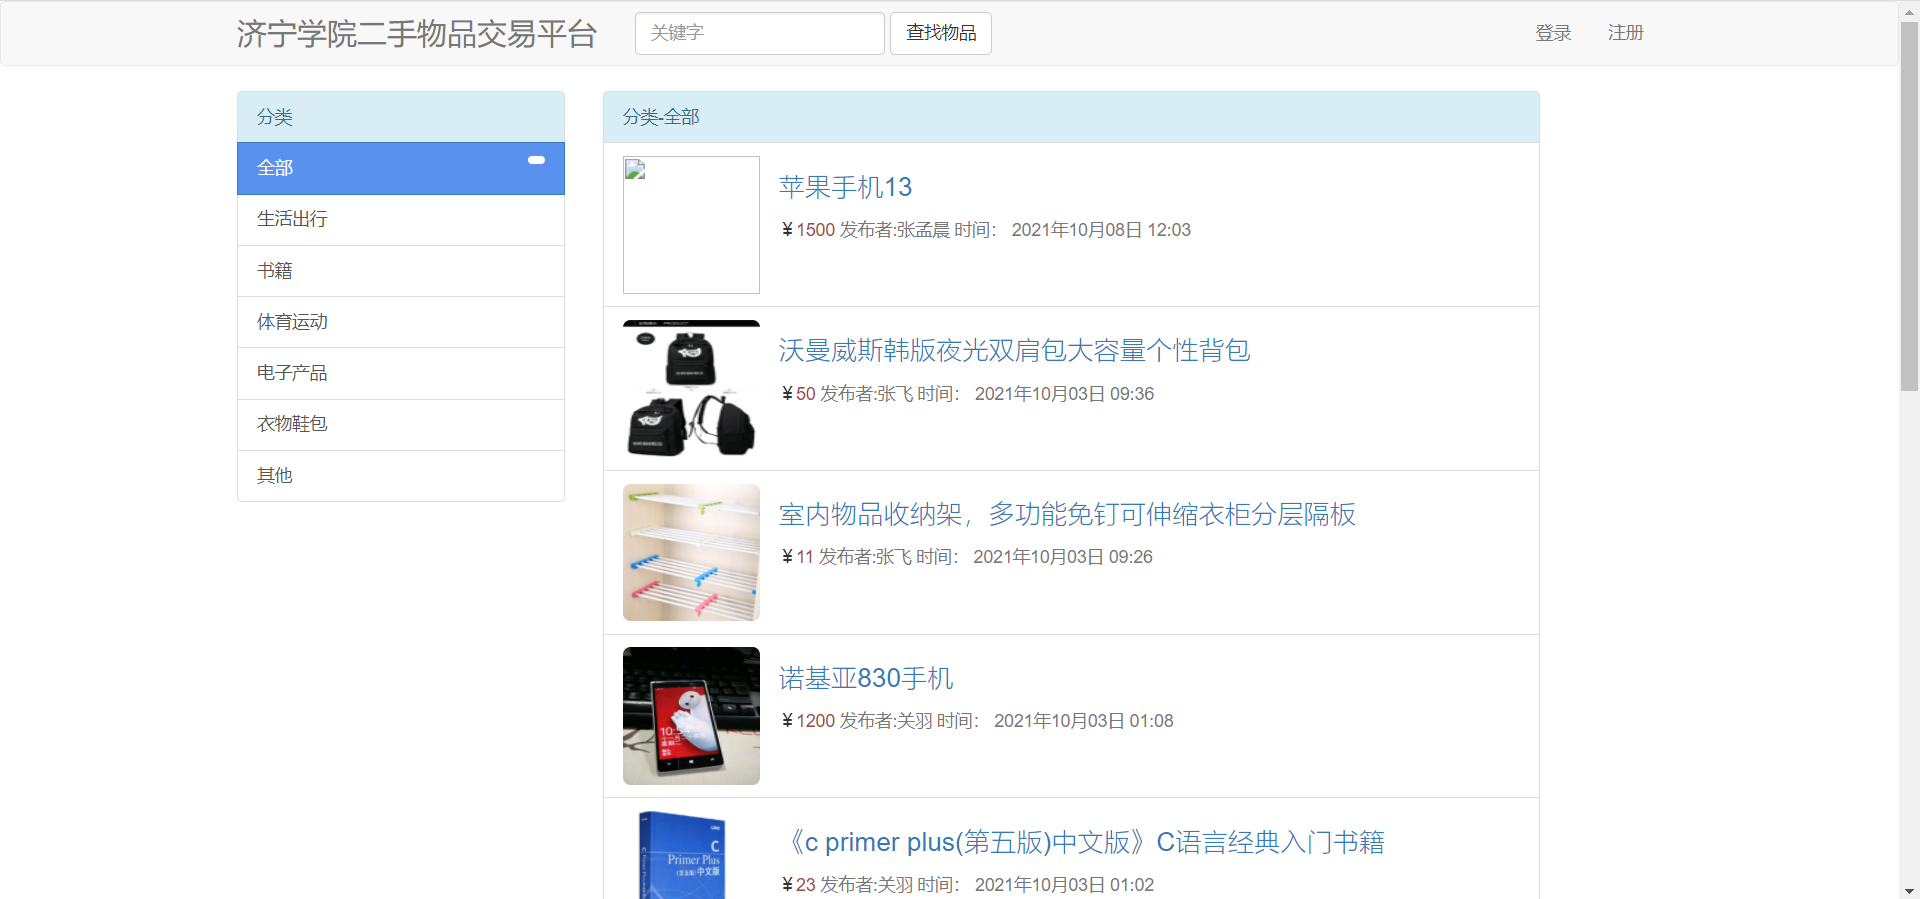 济宁学院二手物品交易平台 关键字 查找物品 登录 注册
分类
全部
生活出行
书籍
体育运动
电子产品
衣物鞋包
其他
分类-全部
苹果手机13
¥1500 发布者:张孟晨 时间： 2021年10月08日 12:03
沃曼威斯韩版夜光双肩包大容量个性背包
¥50 发布者:张飞 时间： 2021年10月03日 09:36
室内物品收纳架，多功能免钉可伸缩衣柜分层隔板
¥11 发布者:张飞 时间： 2021年10月03日 09:26
诺基亚830手机
¥1200 发布者:关羽 时间： 2021年10月03日 01:08
C
Primer Plus
(第五版)中文版
《c primer plus(第五版)中文版》C语言经典入门书籍
¥23 发布者:关羽 时间： 2021年10月03日 01:02